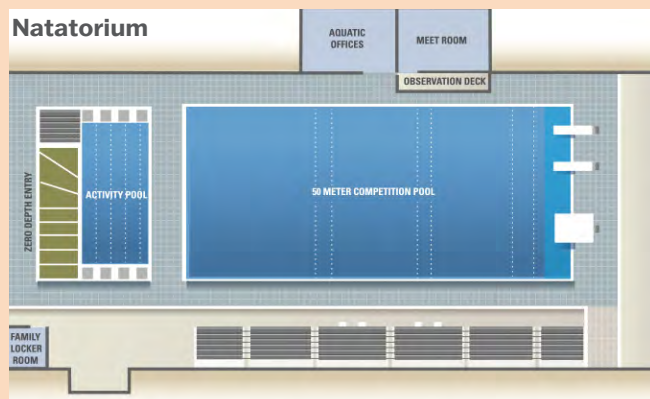 Natatorium
AQUATIC
OFFICES
MEET ROOM
OBSERVATION DECK
ZERO DEPTH ENTRY
ACTIVITY POOL
50 METER COMPETITION POOL
FAMILY
LOCKER
ROOM